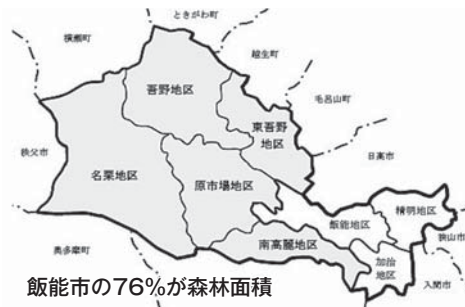 ときがわ町
横瀬町
越生町
吾野地区
毛呂山町
東吾野
地区
秩父市
日高市
名栗地区
原市場地区
精明地区
飯能地区
狭山市
南高麗地区
加治
地区
奥多摩町
入間市
飯能市の76%が森林面積